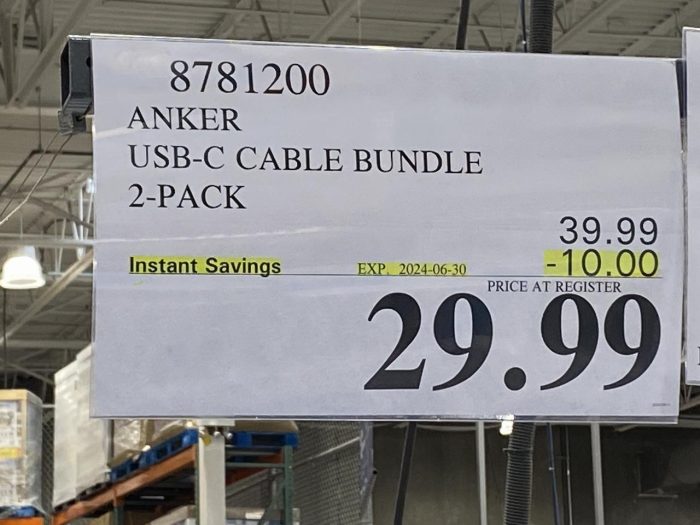 8781200
ANKER
USB-C CABLE BUNDLE
2-PACK
39.99
Instant Savings EXP. 2024-06-30 -10.00
PRICE AT REGISTER
29.99